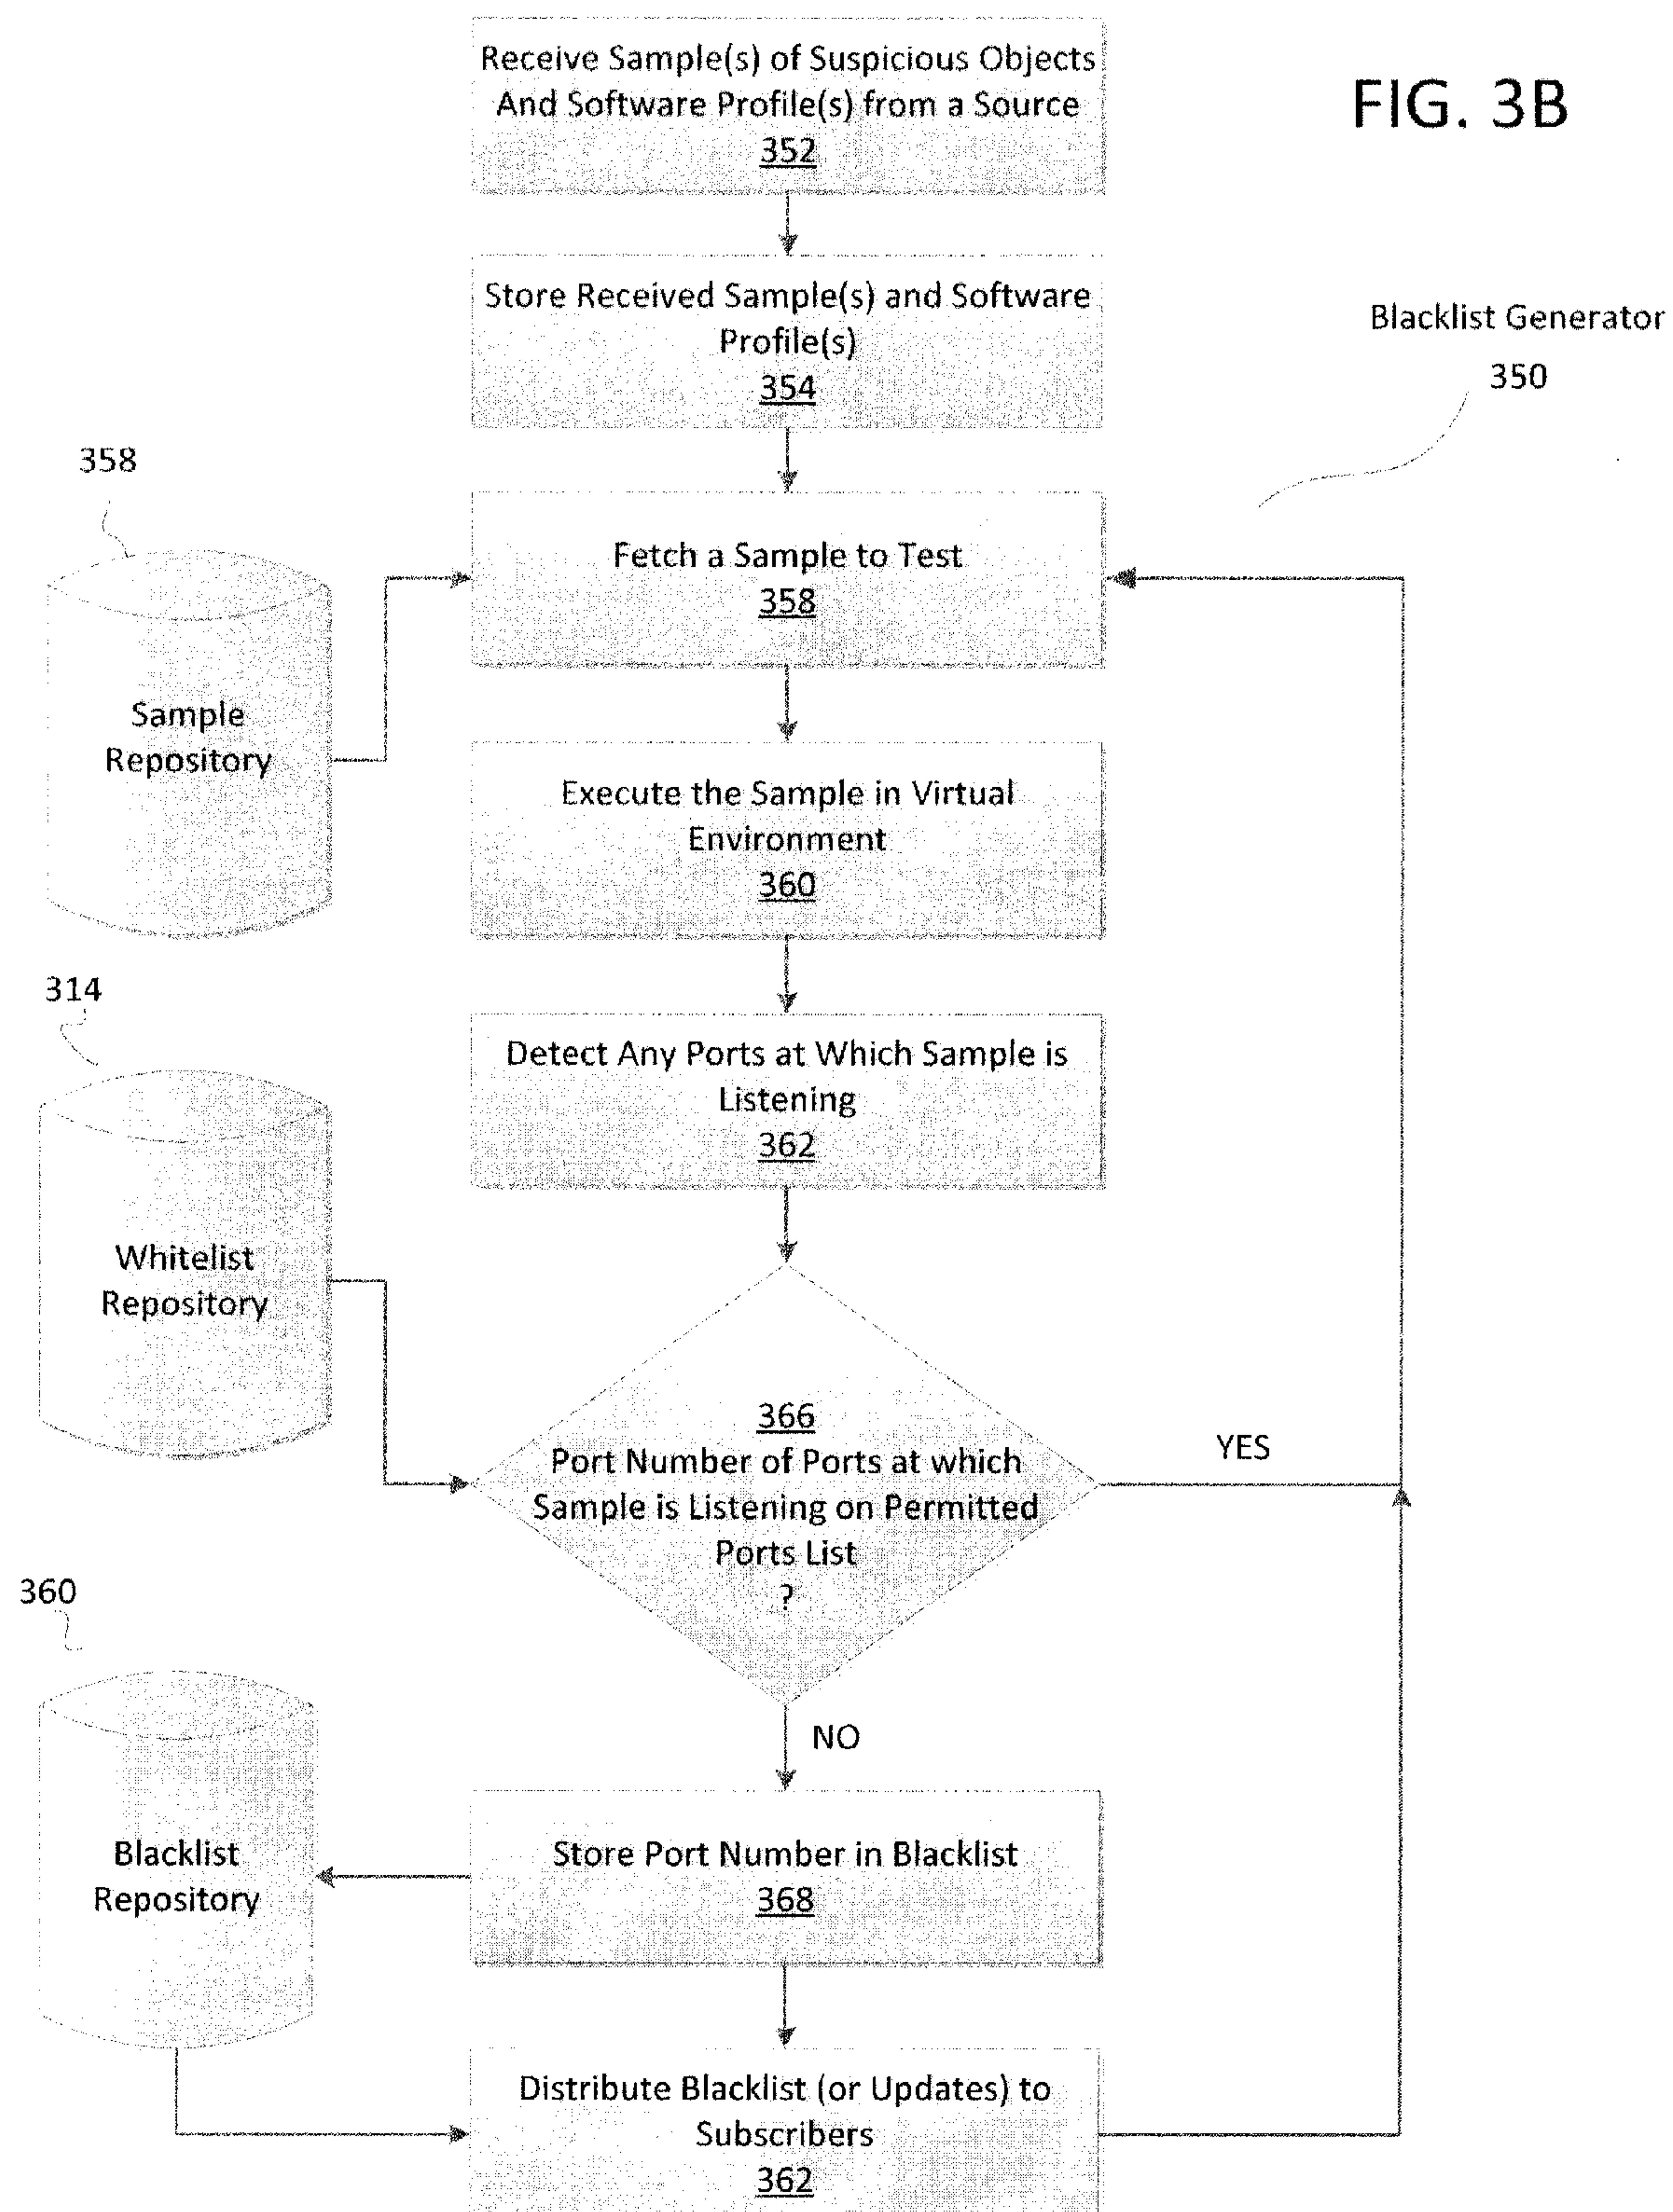 Receive Sample(s) of Suspicious Objects
And Software Profile(s) from a Source
352
FIG. 3B
Store Received Sample(s) and Software
Profile(s)
354
Blacklist Generator
350
358
Fetch a Sample to Test
358
Sample
Repository
Execute the Sample in Virtual
Environment
360
314
Detect Any Ports at Which Sample is
Listening
362
Whitelist
Repository
366
Port Number of Ports at which
Sample is Listening on Permitted
Ports List
?
YES
NO
360
Blacklist
Repository
Store Port Number in Blacklist
368
Distribute Blacklist (or Updates) to
Subscribers
362